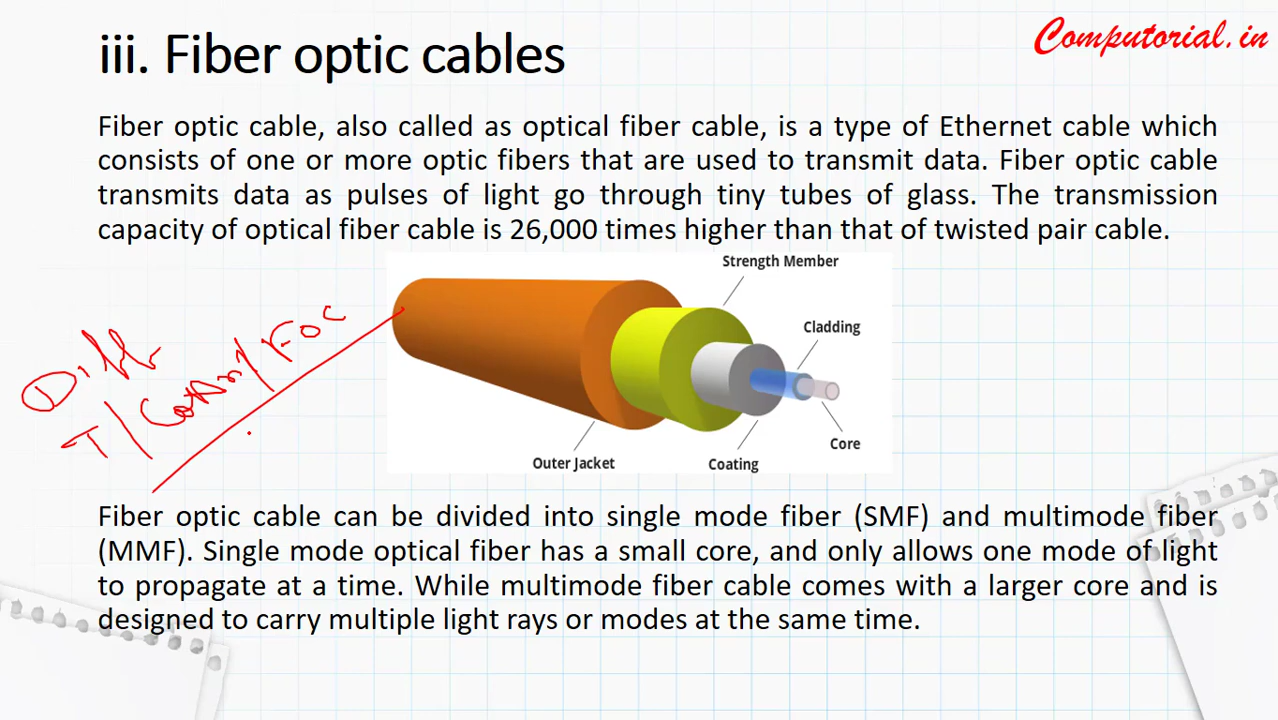 iii. Fiber optic cables
Computorial.in
Fiber optic cable, also called as optical fiber cable, is a type of Ethernet cable which
consists of one or more optic fibers that are used to transmit data. Fiber optic cable
transmits data as pulses of light go through tiny tubes of glass. The transmission
capacity of optical fiber cable is 26,000 times higher than that of twisted pair cable.
Strength Member
Cladding
Core
Coating
Outer Jacket
FOC
Fiber optic cable can be divided into single mode fiber (SMF) and multimode fiber
(MMF). Single mode optical fiber has a small core, and only allows one mode of light
to propagate at a time. While multimode fiber cable comes with a larger core and is
designed to carry multiple light rays or modes at the same time.